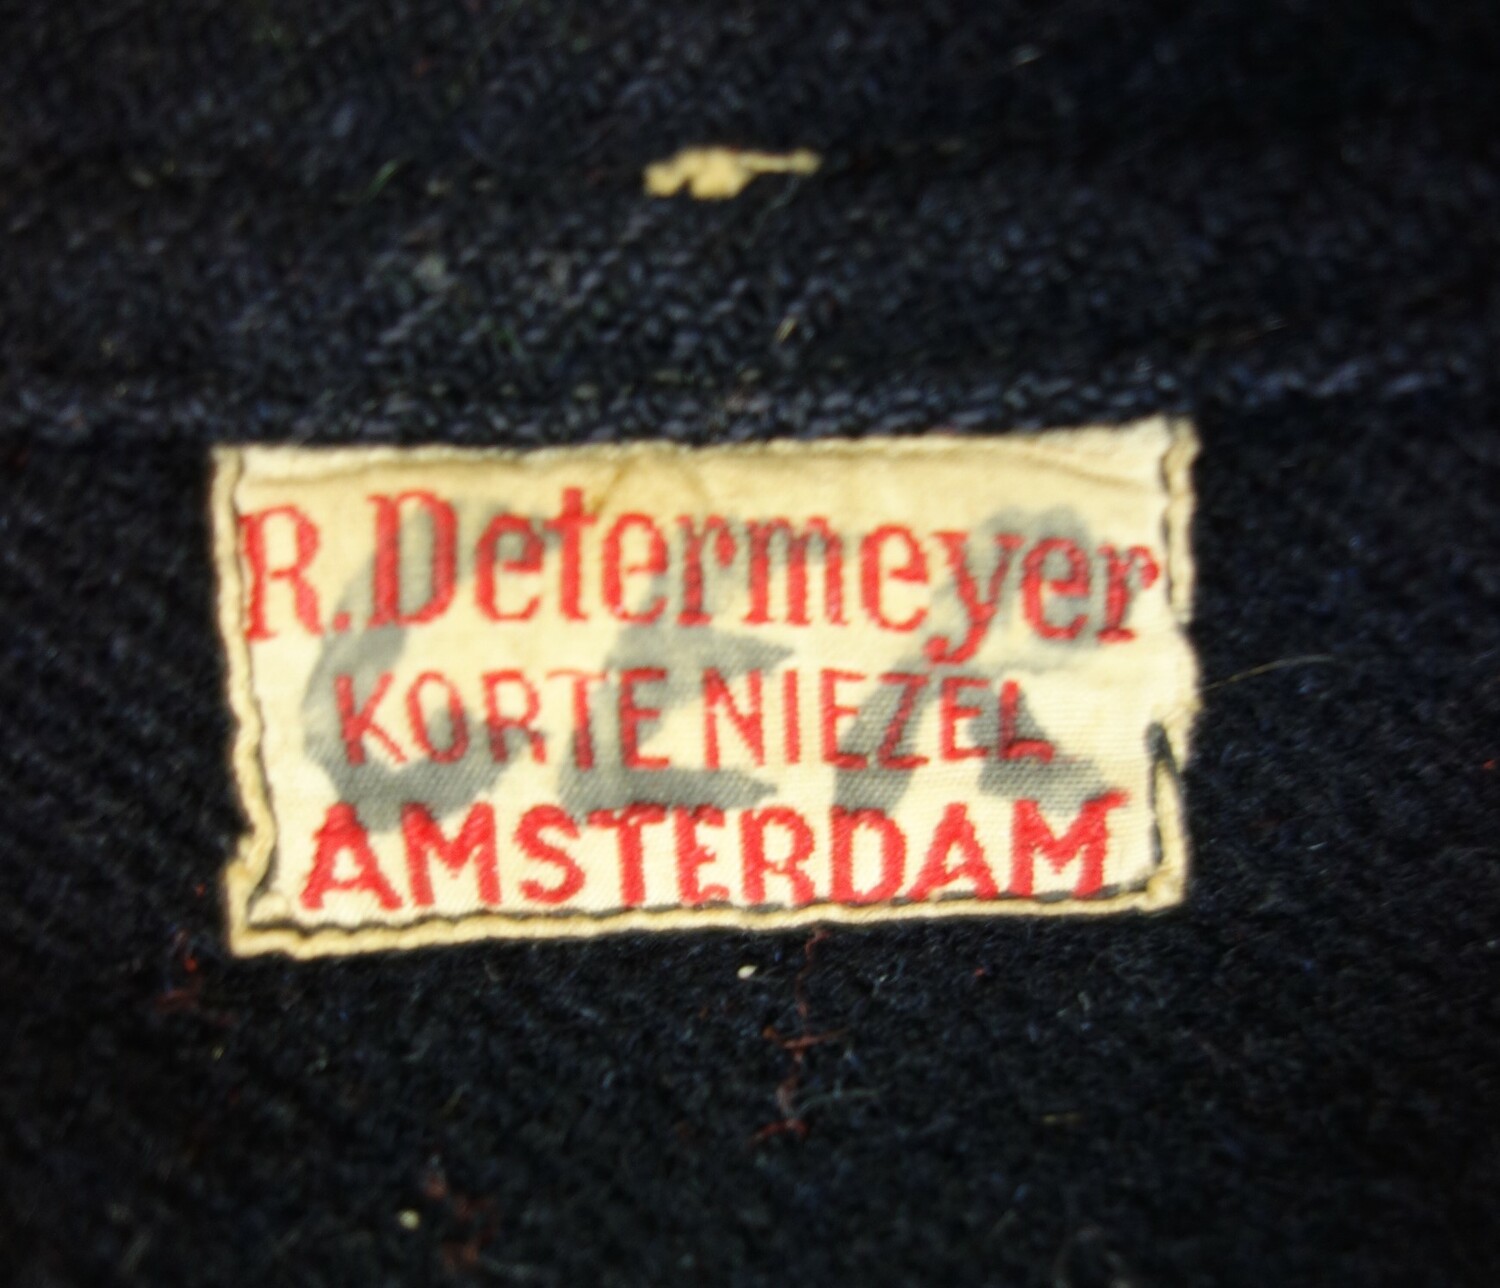 R. Determeyer
KORTE NIEZEL
AMSTERDAM